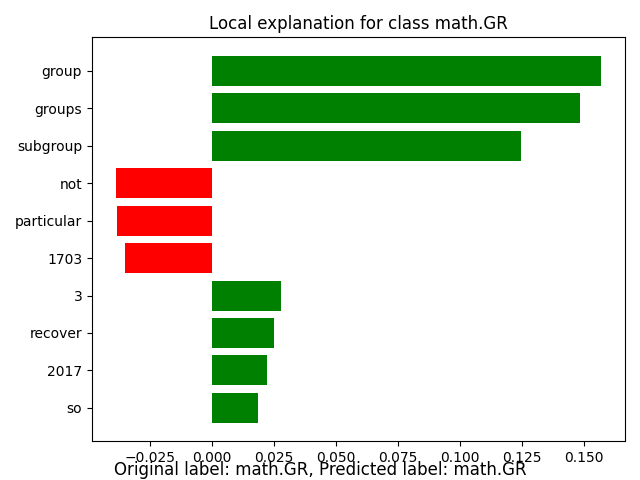 Local explanation for class math.GR
group
groups
subgroup
not
particular
1703
3
recover
2017
so
−0.025 0.000 0.025 0.050 0.075 0.100 0.125 0.150
Original label: math.GR, Predicted label: math.GR